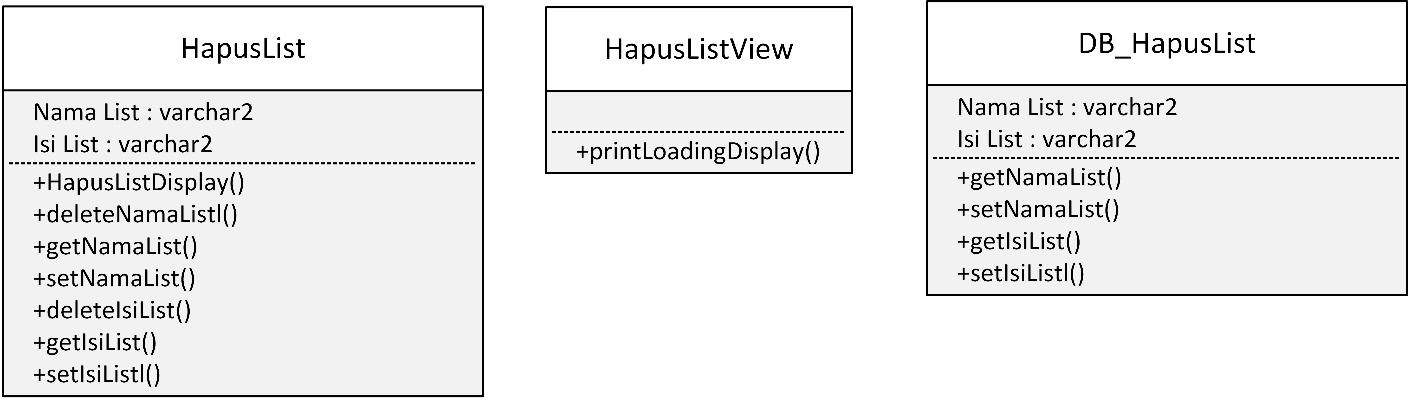 HapusList
Nama List : varchar2
Isi List : varchar2
+HapusListDisplay()
+deleteNamaListl()
+getNamaList()
+setNamaList()
+deleteIsiList()
+getIsiList()
+setIsiListl()
HapusListView
+printLoadingDisplay()
DB_HapusList
Nama List : varchar2
Isi List : varchar2
+getNamaList()
+setNamaList()
+getIsiList()
+setIsiListl()